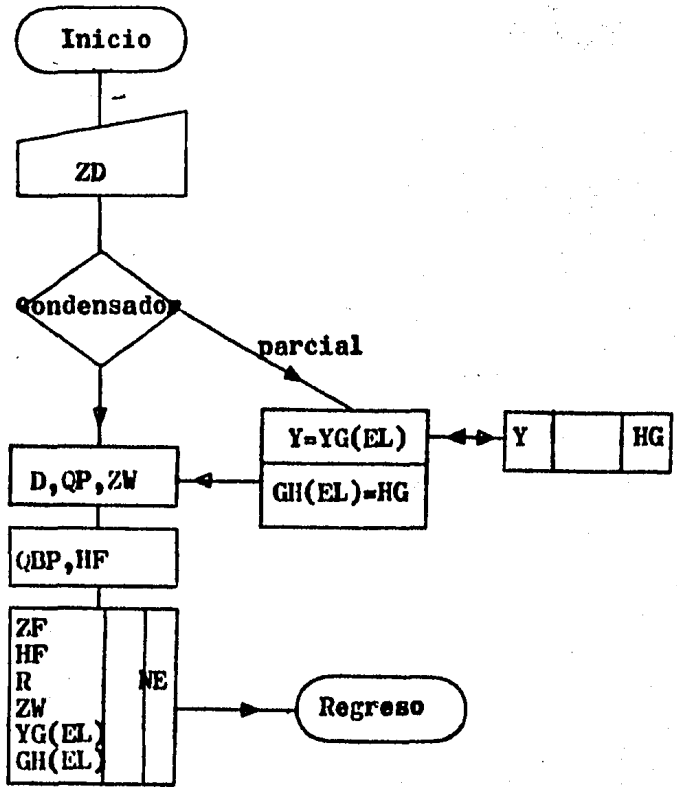 Inicio
ZD
Condensador
parcial
Y=YG(EL)
GH(EL)=HG
Y HG
D,QP,ZW
QBP,HF
ZF
HF
R NE
ZW
YG(EL)
GH(EL)
Regreso